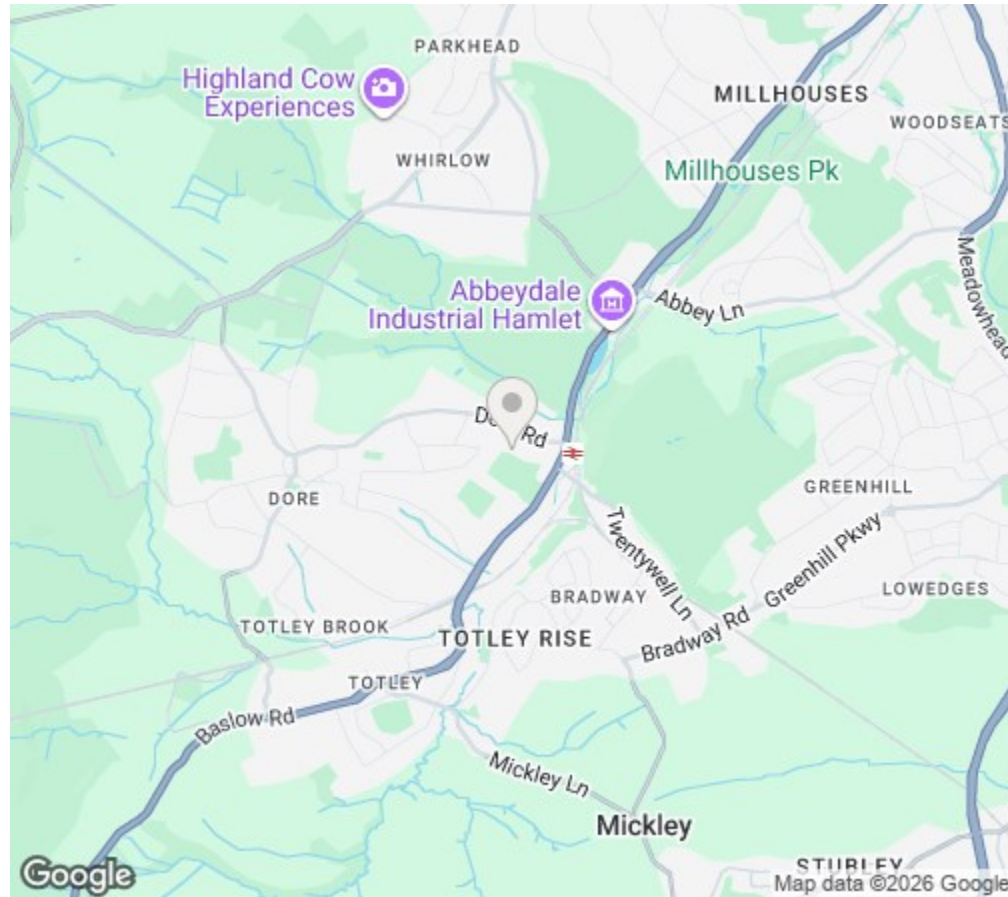 PARKHEAD
Highland Cow
Experiences
MILLHOUSES
WOODSEATS
WHIRLOW
Millhouses Pk
Meadowhead
Abbeydale
Industrial Hamlet
Abbey Ln
Rd
DORE
GREENHILL
Twentywell Ln
Greenhill Pkwy
BRADWAY
LOWEDGES
TOTLEY BROOK
TOTLEY RISE
Bradway Rd
TOTLEY
Baslow Rd
Mickley Ln
Mickley
STUBLEY
Google
Map data ©2026 Google